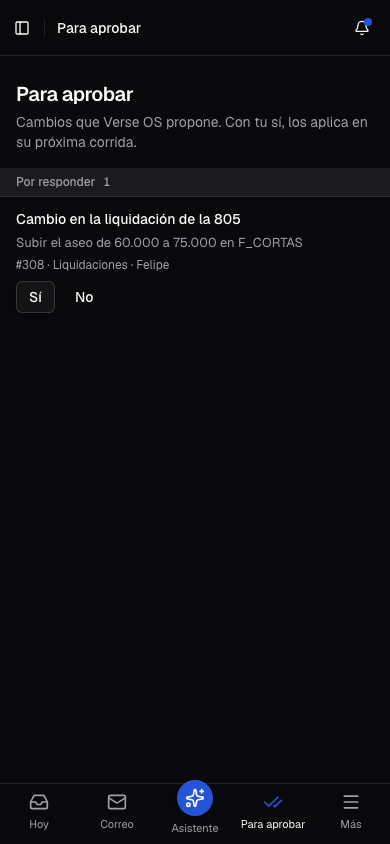 Para aprobar
Para aprobar
Cambios que Verse OS propone. Con tu sí, los aplica en
su próxima corrida.
Por responder 1
Cambio en la liquidación de la 805
Subir el aseo de 60.000 a 75.000 en F_CORTAS
#308 · Liquidaciones · Felipe
Sí No
Hoy Correo Asistente Para aprobar Más